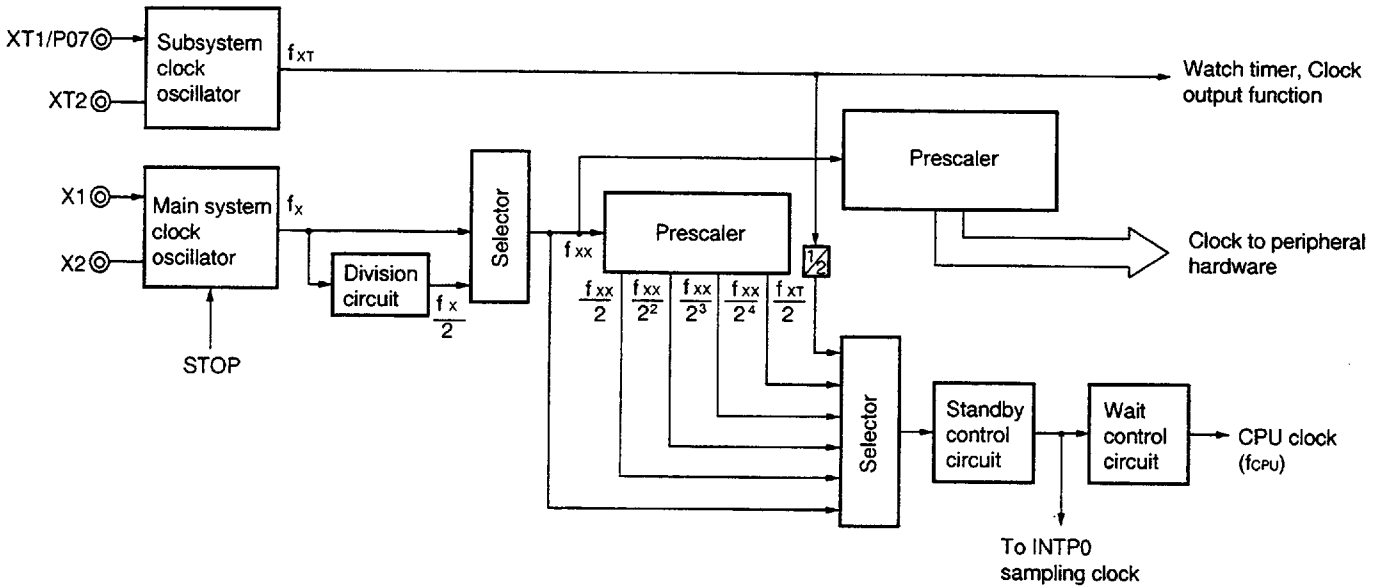 XT1/P07
XT2
Subsystem
clock
oscillator
fXT
Watch timer, Clock
output function
X1
X2
Main system
clock
oscillator
fX
STOP
Division
circuit
fX/2
Selector
fXX
Prescaler
Prescaler
Clock to peripheral
hardware
1/2
fXX/2
fXX/2²
fXX/2³
fXX/2⁴
fXT/2
Selector
Standby
control
circuit
Wait
control
circuit
CPU clock
(fCPU)
To INTP0
sampling clock